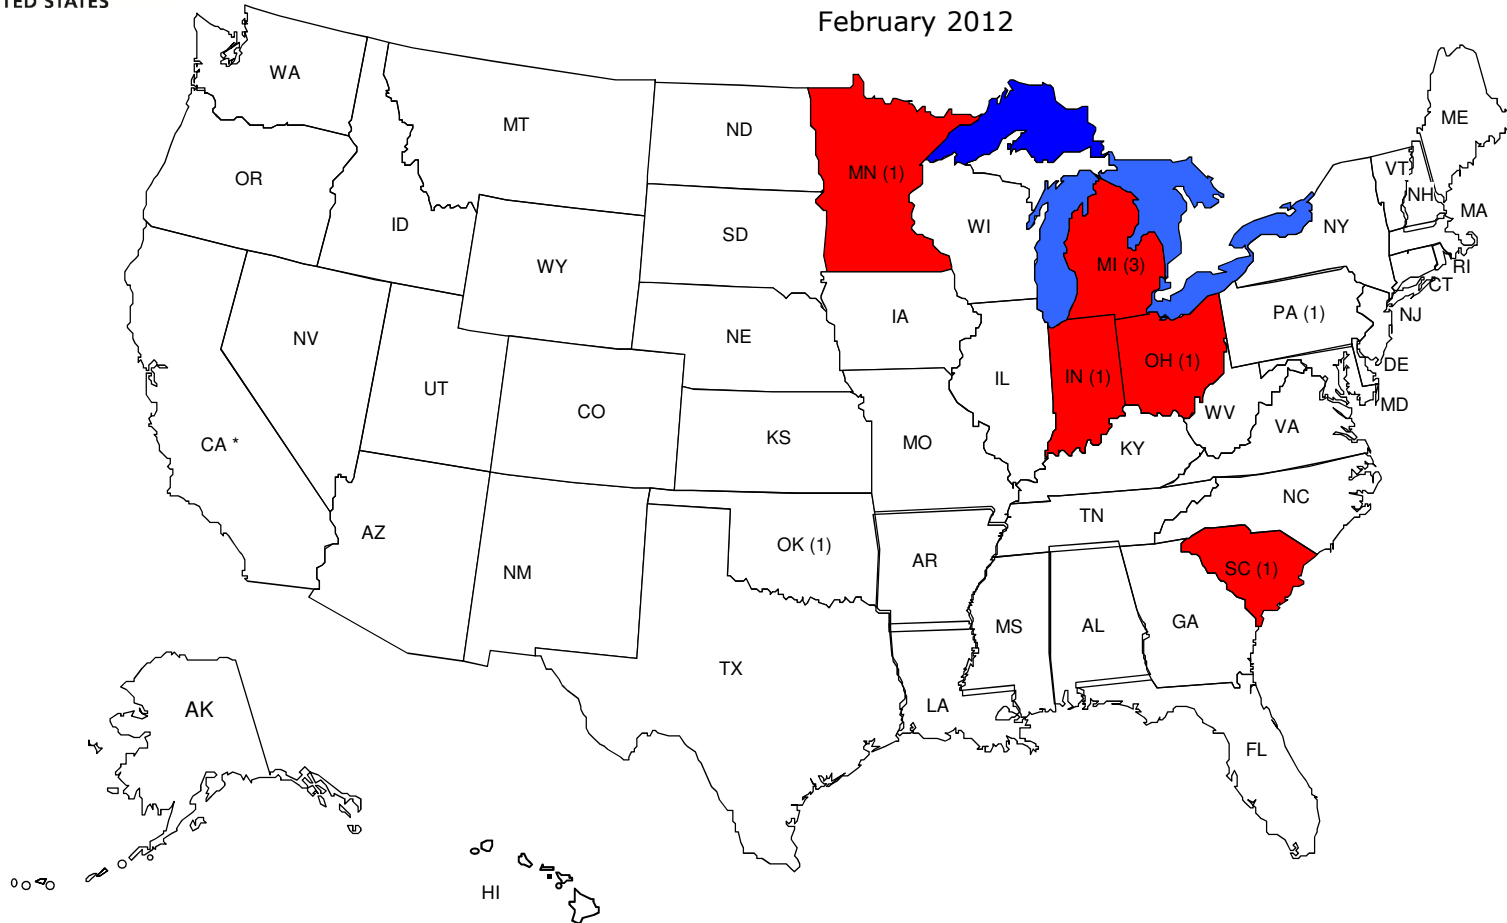 TED STATES
February 2012
WA
MT
ND
MN (1)
ME
OR
ID
SD
WI
VT
NH
NY
MA
WY
MI (3)
RI
CT
NV
IA
NE
PA (1)
NJ
UT
CO
IL
IN (1)
OH (1)
DE
MD
WV
VA
CA *
KS
MO
KY
AZ
NM
OK (1)
AR
TN
NC
SC (1)
MS
AL
GA
TX
LA
AK
FL
HI